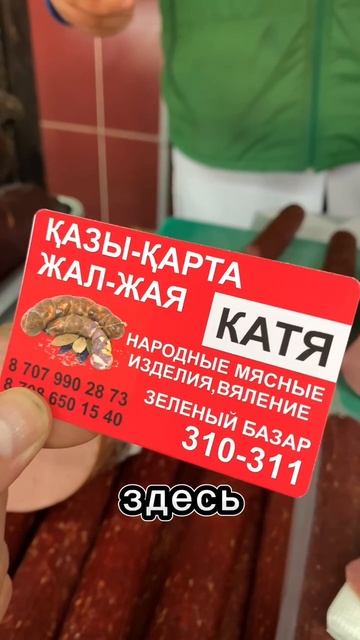 ҚАЗЫ-ҚАРТА
ЖАЛ-ЖАЯ
КАТЯ
НАРОДНЫЕ МЯСНЫЕ
ИЗДЕЛИЯ,ВЯЛЕНИЕ
8 707 990 28 73
8 708 650 15 40
ЗЕЛЕНЫЙ БАЗАР
310-311
здесь